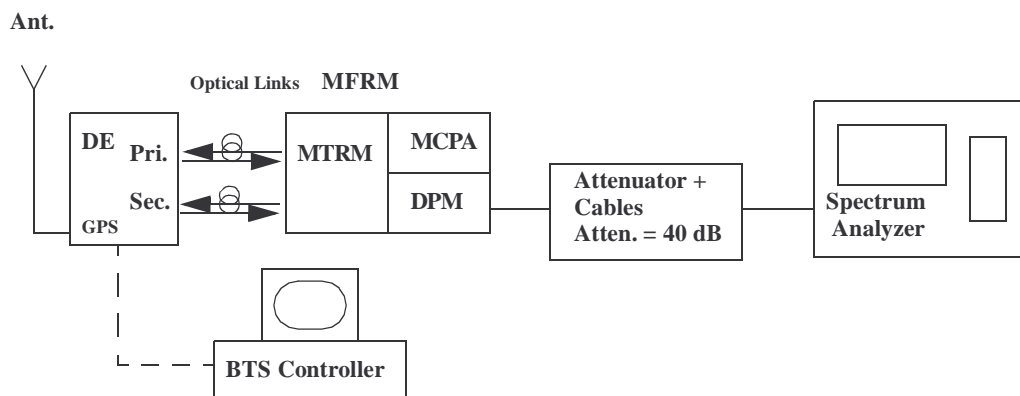 Ant.
Optical Links MFRM
DE
Pri.
Sec.
GPS
MTRM
MCPA
DPM
Attenuator +
Cables
Atten. = 40 dB
Spectrum
Analyzer
BTS Controller